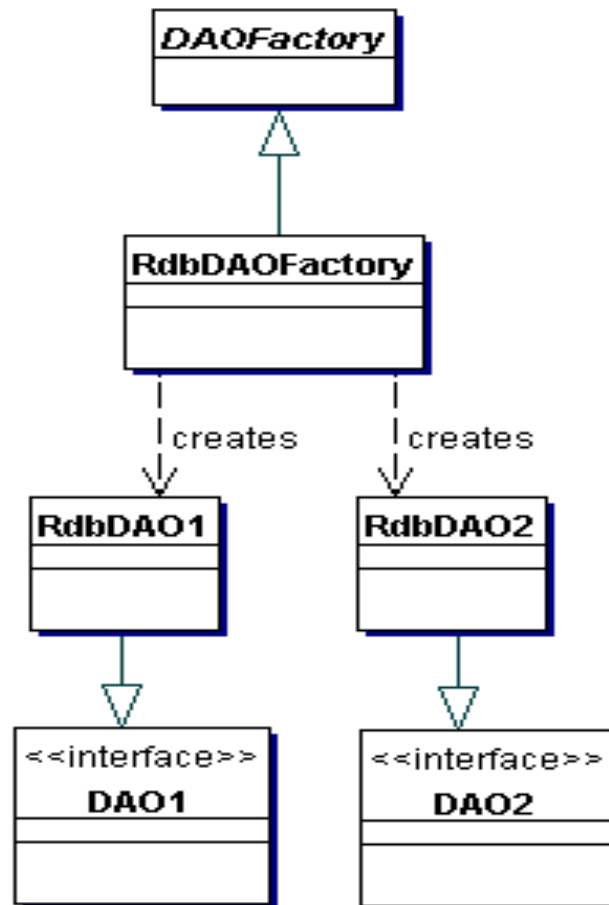 DAOFactory
RdbDAOFactory
creates
creates
RdbDAO1
RdbDAO2
<<interface>>
DAO1
<<interface>>
DAO2